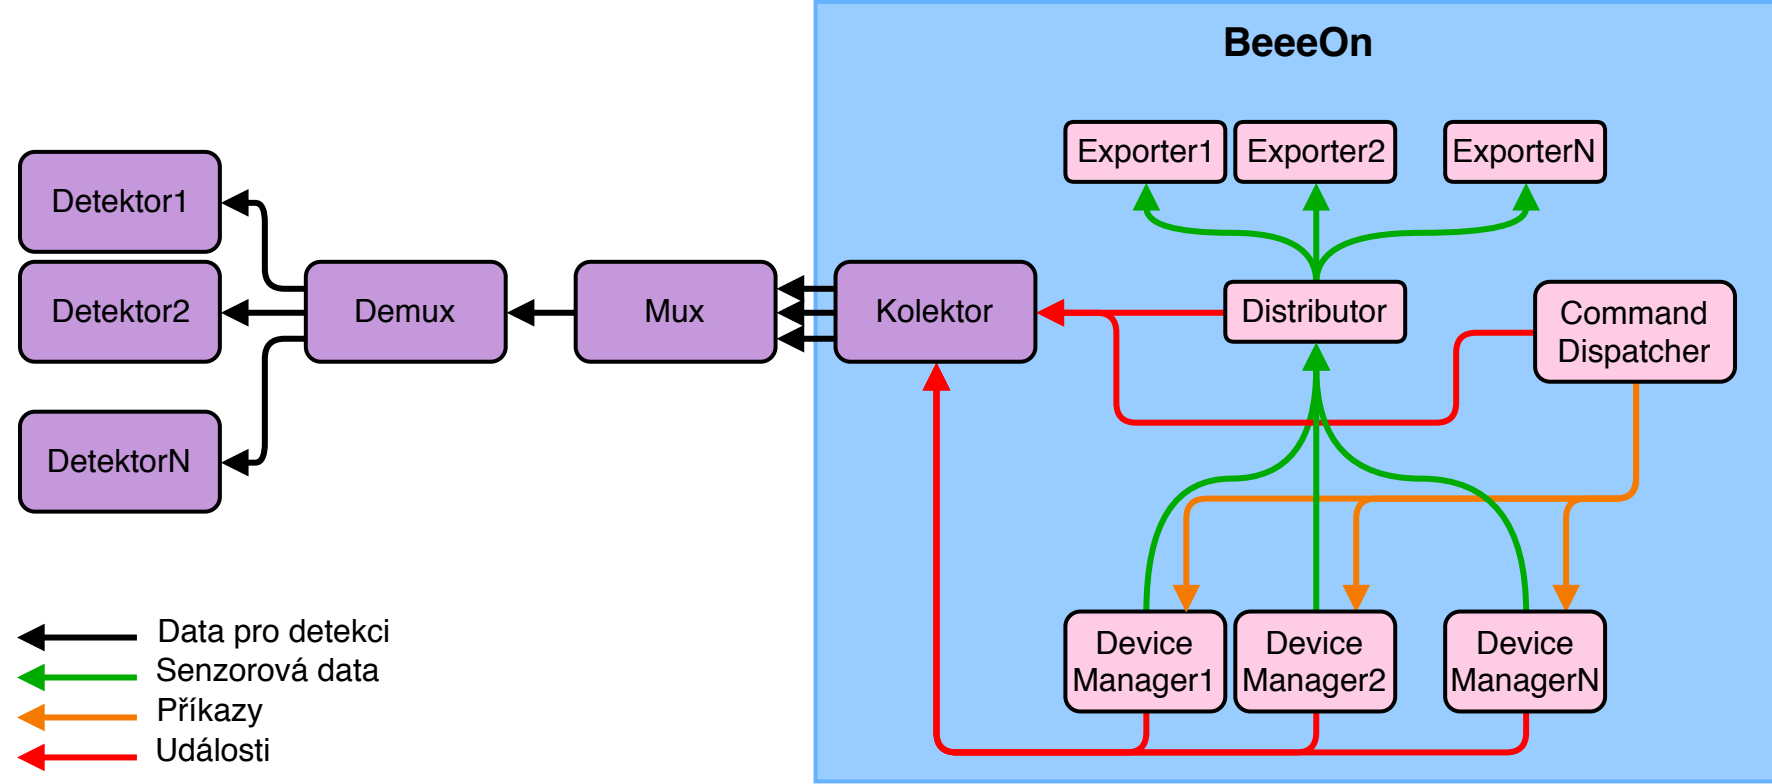 BeeeOn
Exporter1
Exporter2
ExporterN
Detektor1
Detektor2
DetektorN
Demux
Mux
Kolektor
Distributor
Command
Dispatcher
Device
Manager1
Device
Manager2
Device
ManagerN
Data pro detekci
Senzorová data
Příkazy
Události